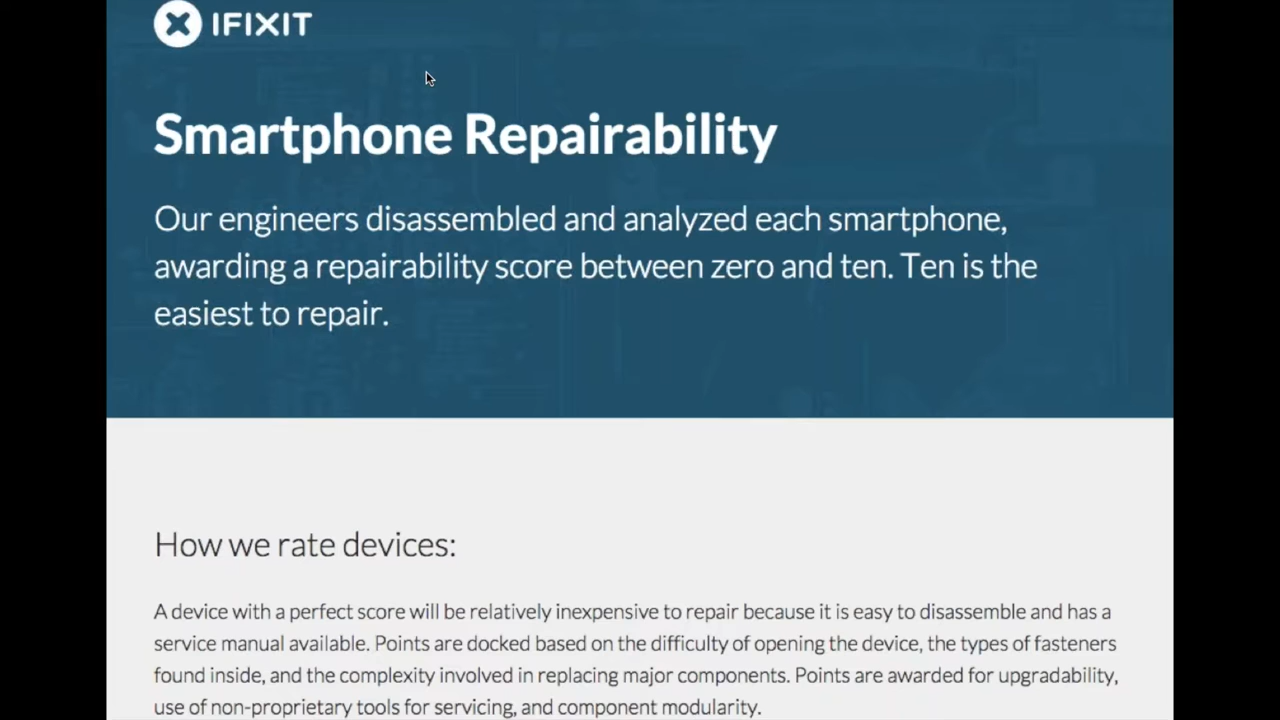 IFIXIT
Smartphone Repairability
Our engineers disassembled and analyzed each smartphone,
awarding a repairability score between zero and ten. Ten is the
easiest to repair.
How we rate devices:
A device with a perfect score will be relatively inexpensive to repair because it is easy to disassemble and has a
service manual available. Points are docked based on the difficulty of opening the device, the types of fasteners
found inside, and the complexity involved in replacing major components. Points are awarded for upgradability,
use of non-proprietary tools for servicing, and component modularity.